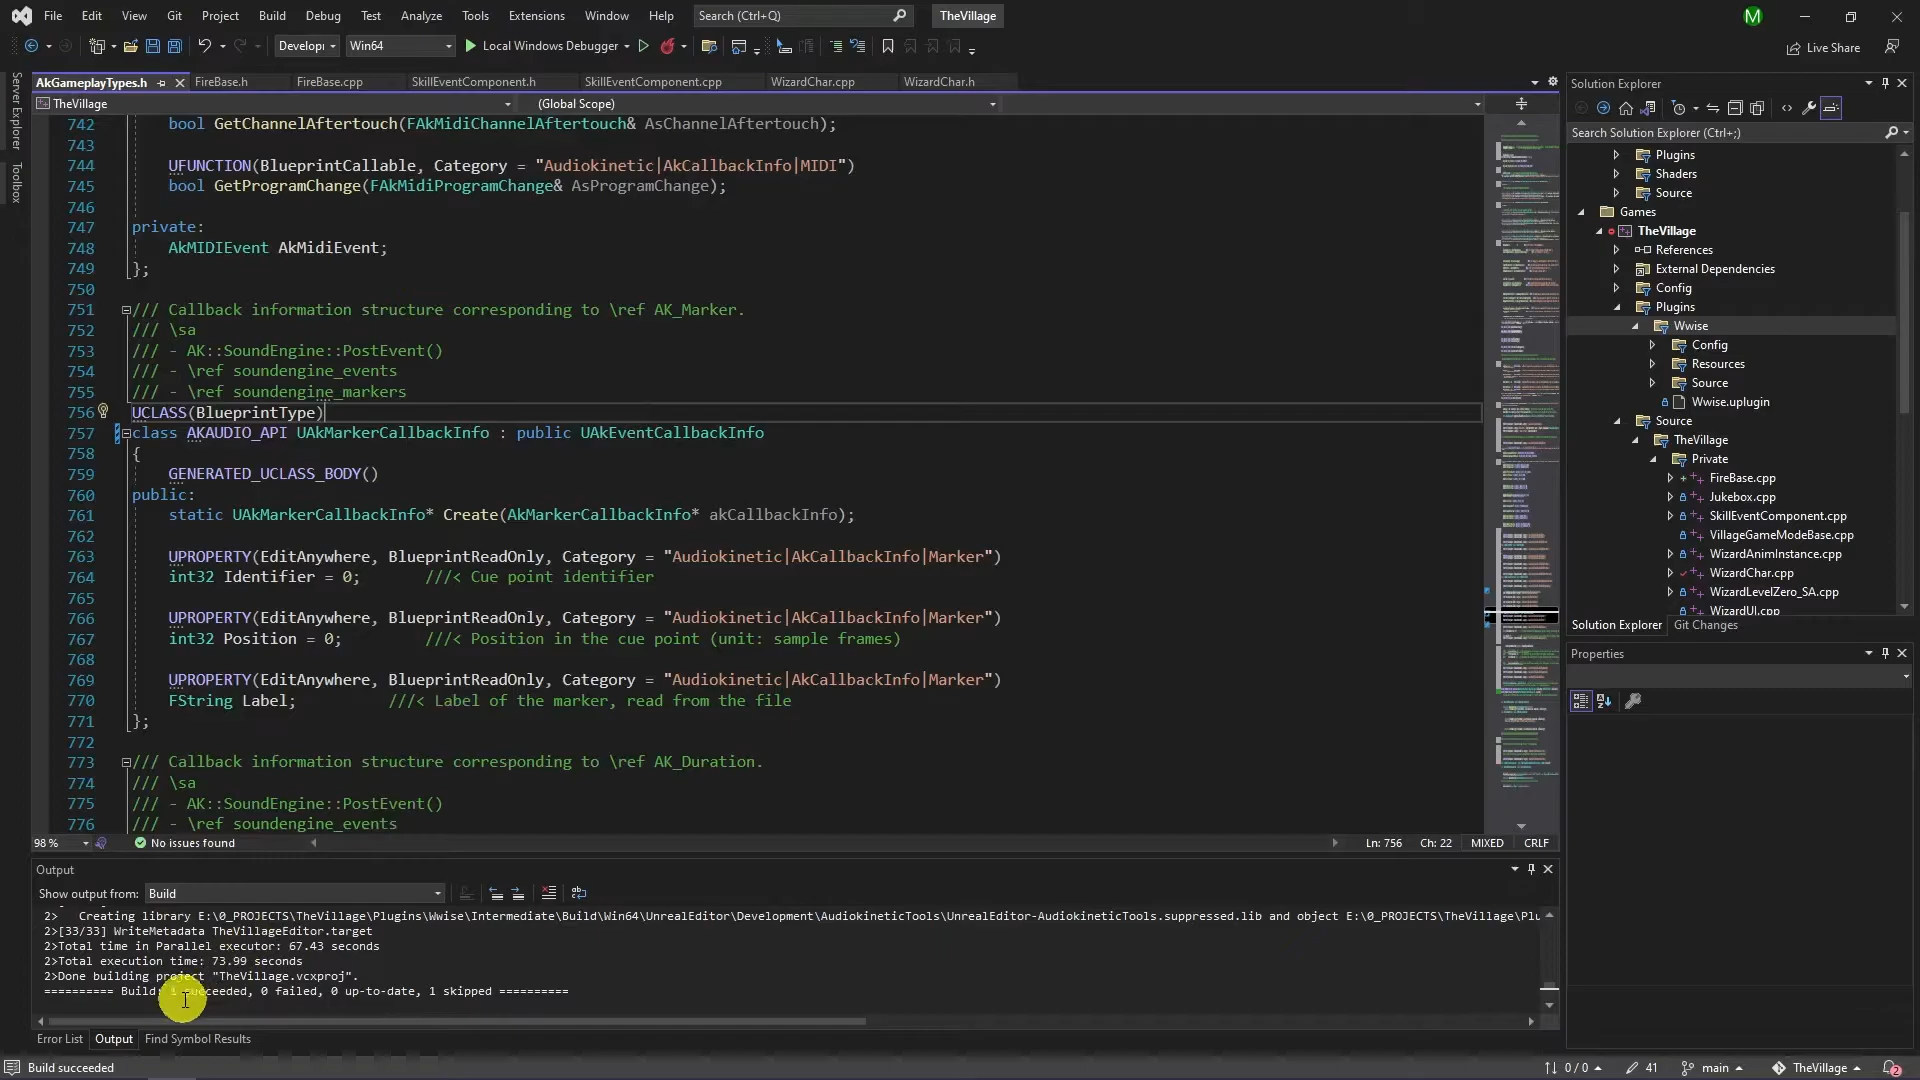 File Edit View Git Project Build Debug Test Analyze Tools Extensions Window Help Search (Ctrl+Q) TheVillage M
Develop Win64 Local Windows Debugger Live Share
Server Explorer
Toolbox
AkGameplayTypes.h FireBase.h FireBase.cpp SkillEventComponent.h SkillEventComponent.cpp WizardChar.cpp WizardChar.h
TheVillage (Global Scope)
742 bool GetChannelAftertouch(FAkMidiChannelAftertouch& AsChannelAftertouch);
743
744 UFUNCTION(BlueprintCallable, Category = "Audiokinetic|AkCallbackInfo|MIDI")
745 bool GetProgramChange(FAkMidiProgramChange& AsProgramChange);
746
747 private:
748 AkMIDIEvent AkMidiEvent;
749 };
750
751 /// Callback information structure corresponding to \ref AK_Marker.
752 /// \sa
753 /// - AK::SoundEngine::PostEvent()
754 /// - \ref soundengine_events
755 /// - \ref soundengine_markers
756 UCLASS(BlueprintType)
757 class AKAUDIO_API UAkMarkerCallbackInfo : public UAkEventCallbackInfo
758 {
759 GENERATED_UCLASS_BODY()
760 public:
761 static UAkMarkerCallbackInfo* Create(AkMarkerCallbackInfo* akCallbackInfo);
762
763 UPROPERTY(EditAnywhere, BlueprintReadOnly, Category = "Audiokinetic|AkCallbackInfo|Marker")
764 int32 Identifier = 0; ///< Cue point identifier
765
766 UPROPERTY(EditAnywhere, BlueprintReadOnly, Category = "Audiokinetic|AkCallbackInfo|Marker")
767 int32 Position = 0; ///< Position in the cue point (unit: sample frames)
768
769 UPROPERTY(EditAnywhere, BlueprintReadOnly, Category = "Audiokinetic|AkCallbackInfo|Marker")
770 FString Label; ///< Label of the marker, read from the file
771 };
772
773 /// Callback information structure corresponding to \ref AK_Duration.
774 /// \sa
775 /// - AK::SoundEngine::PostEvent()
776 /// - \ref soundengine_events
98 % No issues found Ln: 756 Ch: 22 MIXED CRLF
Output
Show output from: Build
2> Creating library E:\0_PROJECTS\TheVillage\Plugins\Wwise\Intermediate\Build\Win64\UnrealEditor\Development\AudiokineticTools\UnrealEditor-AudiokineticTools.suppressed.lib and object E:\0_PROJECTS\TheVillage\Plu
2>[33/33] WriteMetadata TheVillageEditor.target
2>Total time in Parallel executor: 67.43 seconds
2>Total execution time: 73.99 seconds
2>Done building project "TheVillage.vcxproj".
========== Build: 1 succeeded, 0 failed, 0 up-to-date, 1 skipped ==========
Error List Output Find Symbol Results
Solution Explorer
Search Solution Explorer (Ctrl+;)
Plugins
Shaders
Source
Games
TheVillage
References
External Dependencies
Config
Plugins
Wwise
Config
Resources
Source
Wwise.uplugin
Source
TheVillage
Private
FireBase.cpp
Jukebox.cpp
SkillEventComponent.cpp
VillageGameModeBase.cpp
WizardAnimInstance.cpp
WizardChar.cpp
WizardLevelZero_SA.cpp
WizardUI.cpp
Solution Explorer Git Changes
Properties
Build succeeded 0 / 0 41 main TheVillage 2